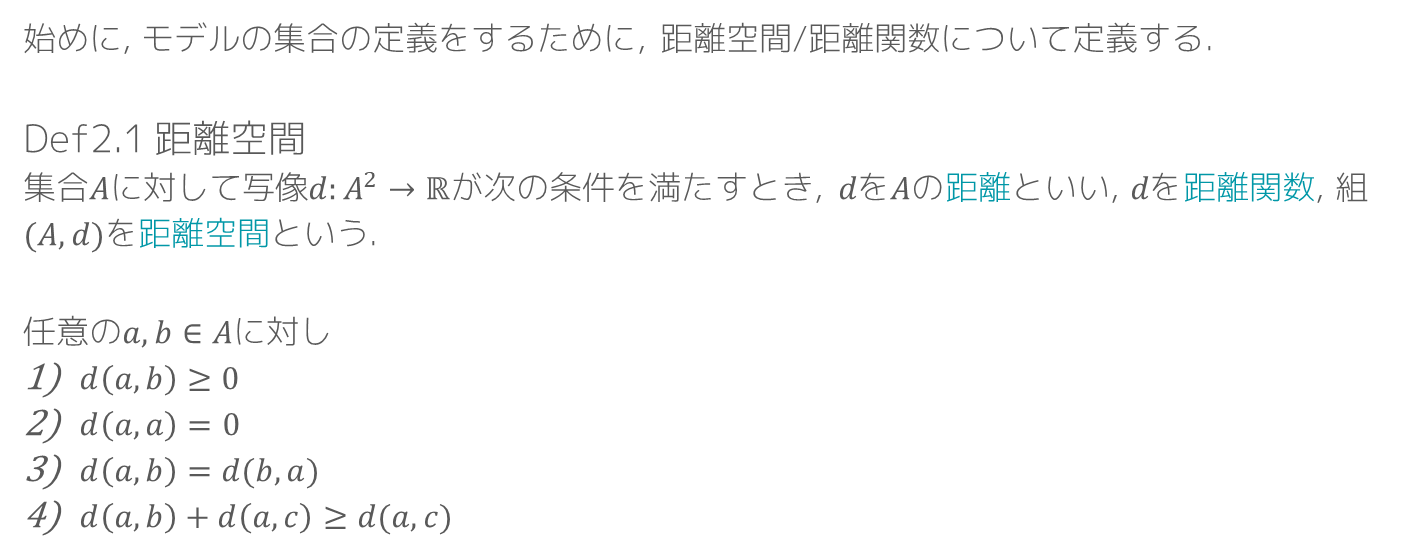 始めに, モデルの集合の定義をするために, 距離空間/距離関数について定義する.
Def2.1 距離空間
集合𝐴に対して写像𝑑: 𝐴² → ℝが次の条件を満たすとき, 𝑑を𝐴の距離といい, 𝑑を距離関数, 組
(𝐴, 𝑑)を距離空間という.
任意の𝑎, 𝑏 ∈ 𝐴に対し
1) 𝑑(𝑎, 𝑏) ≥ 0
2) 𝑑(𝑎, 𝑎) = 0
3) 𝑑(𝑎, 𝑏) = 𝑑(𝑏, 𝑎)
4) 𝑑(𝑎, 𝑏) + 𝑑(𝑎, 𝑐) ≥ 𝑑(𝑎, 𝑐)